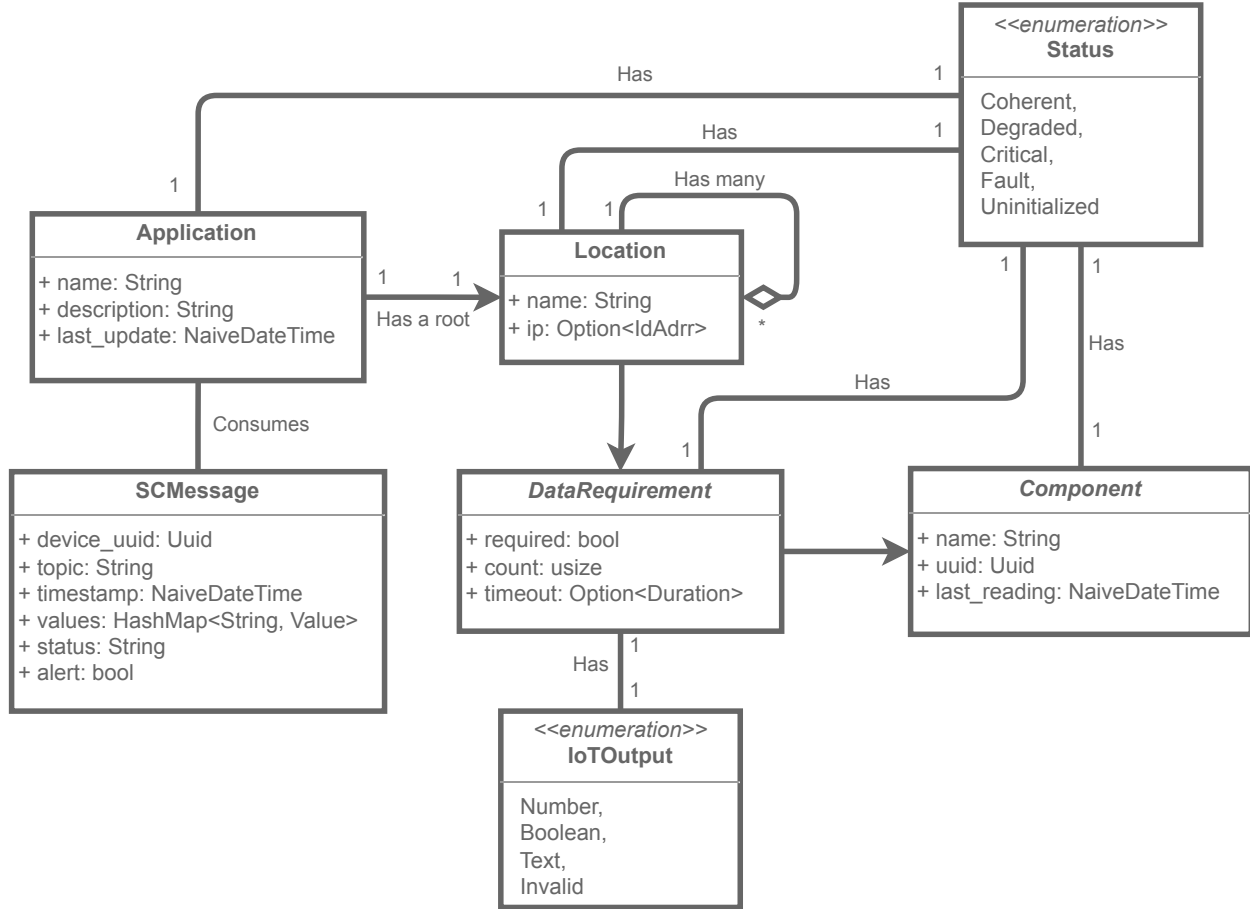 <<enumeration>>
Status
Coherent,
Degraded,
Critical,
Fault,
Uninitialized
Has
1
1
Has
1
1
Has many
1
*
Application
+ name: String
+ description: String
+ last_update: NaiveDateTime
1
1
Has a root
Location
+ name: String
+ ip: Option<IdAdrr>
1
1
Has
1
1
Has
Consumes
SCMessage
+ device_uuid: Uuid
+ topic: String
+ timestamp: NaiveDateTime
+ values: HashMap<String, Value>
+ status: String
+ alert: bool
DataRequirement
+ required: bool
+ count: usize
+ timeout: Option<Duration>
Component
+ name: String
+ uuid: Uuid
+ last_reading: NaiveDateTime
1
Has
1
<<enumeration>>
IoTOutput
Number,
Boolean,
Text,
Invalid